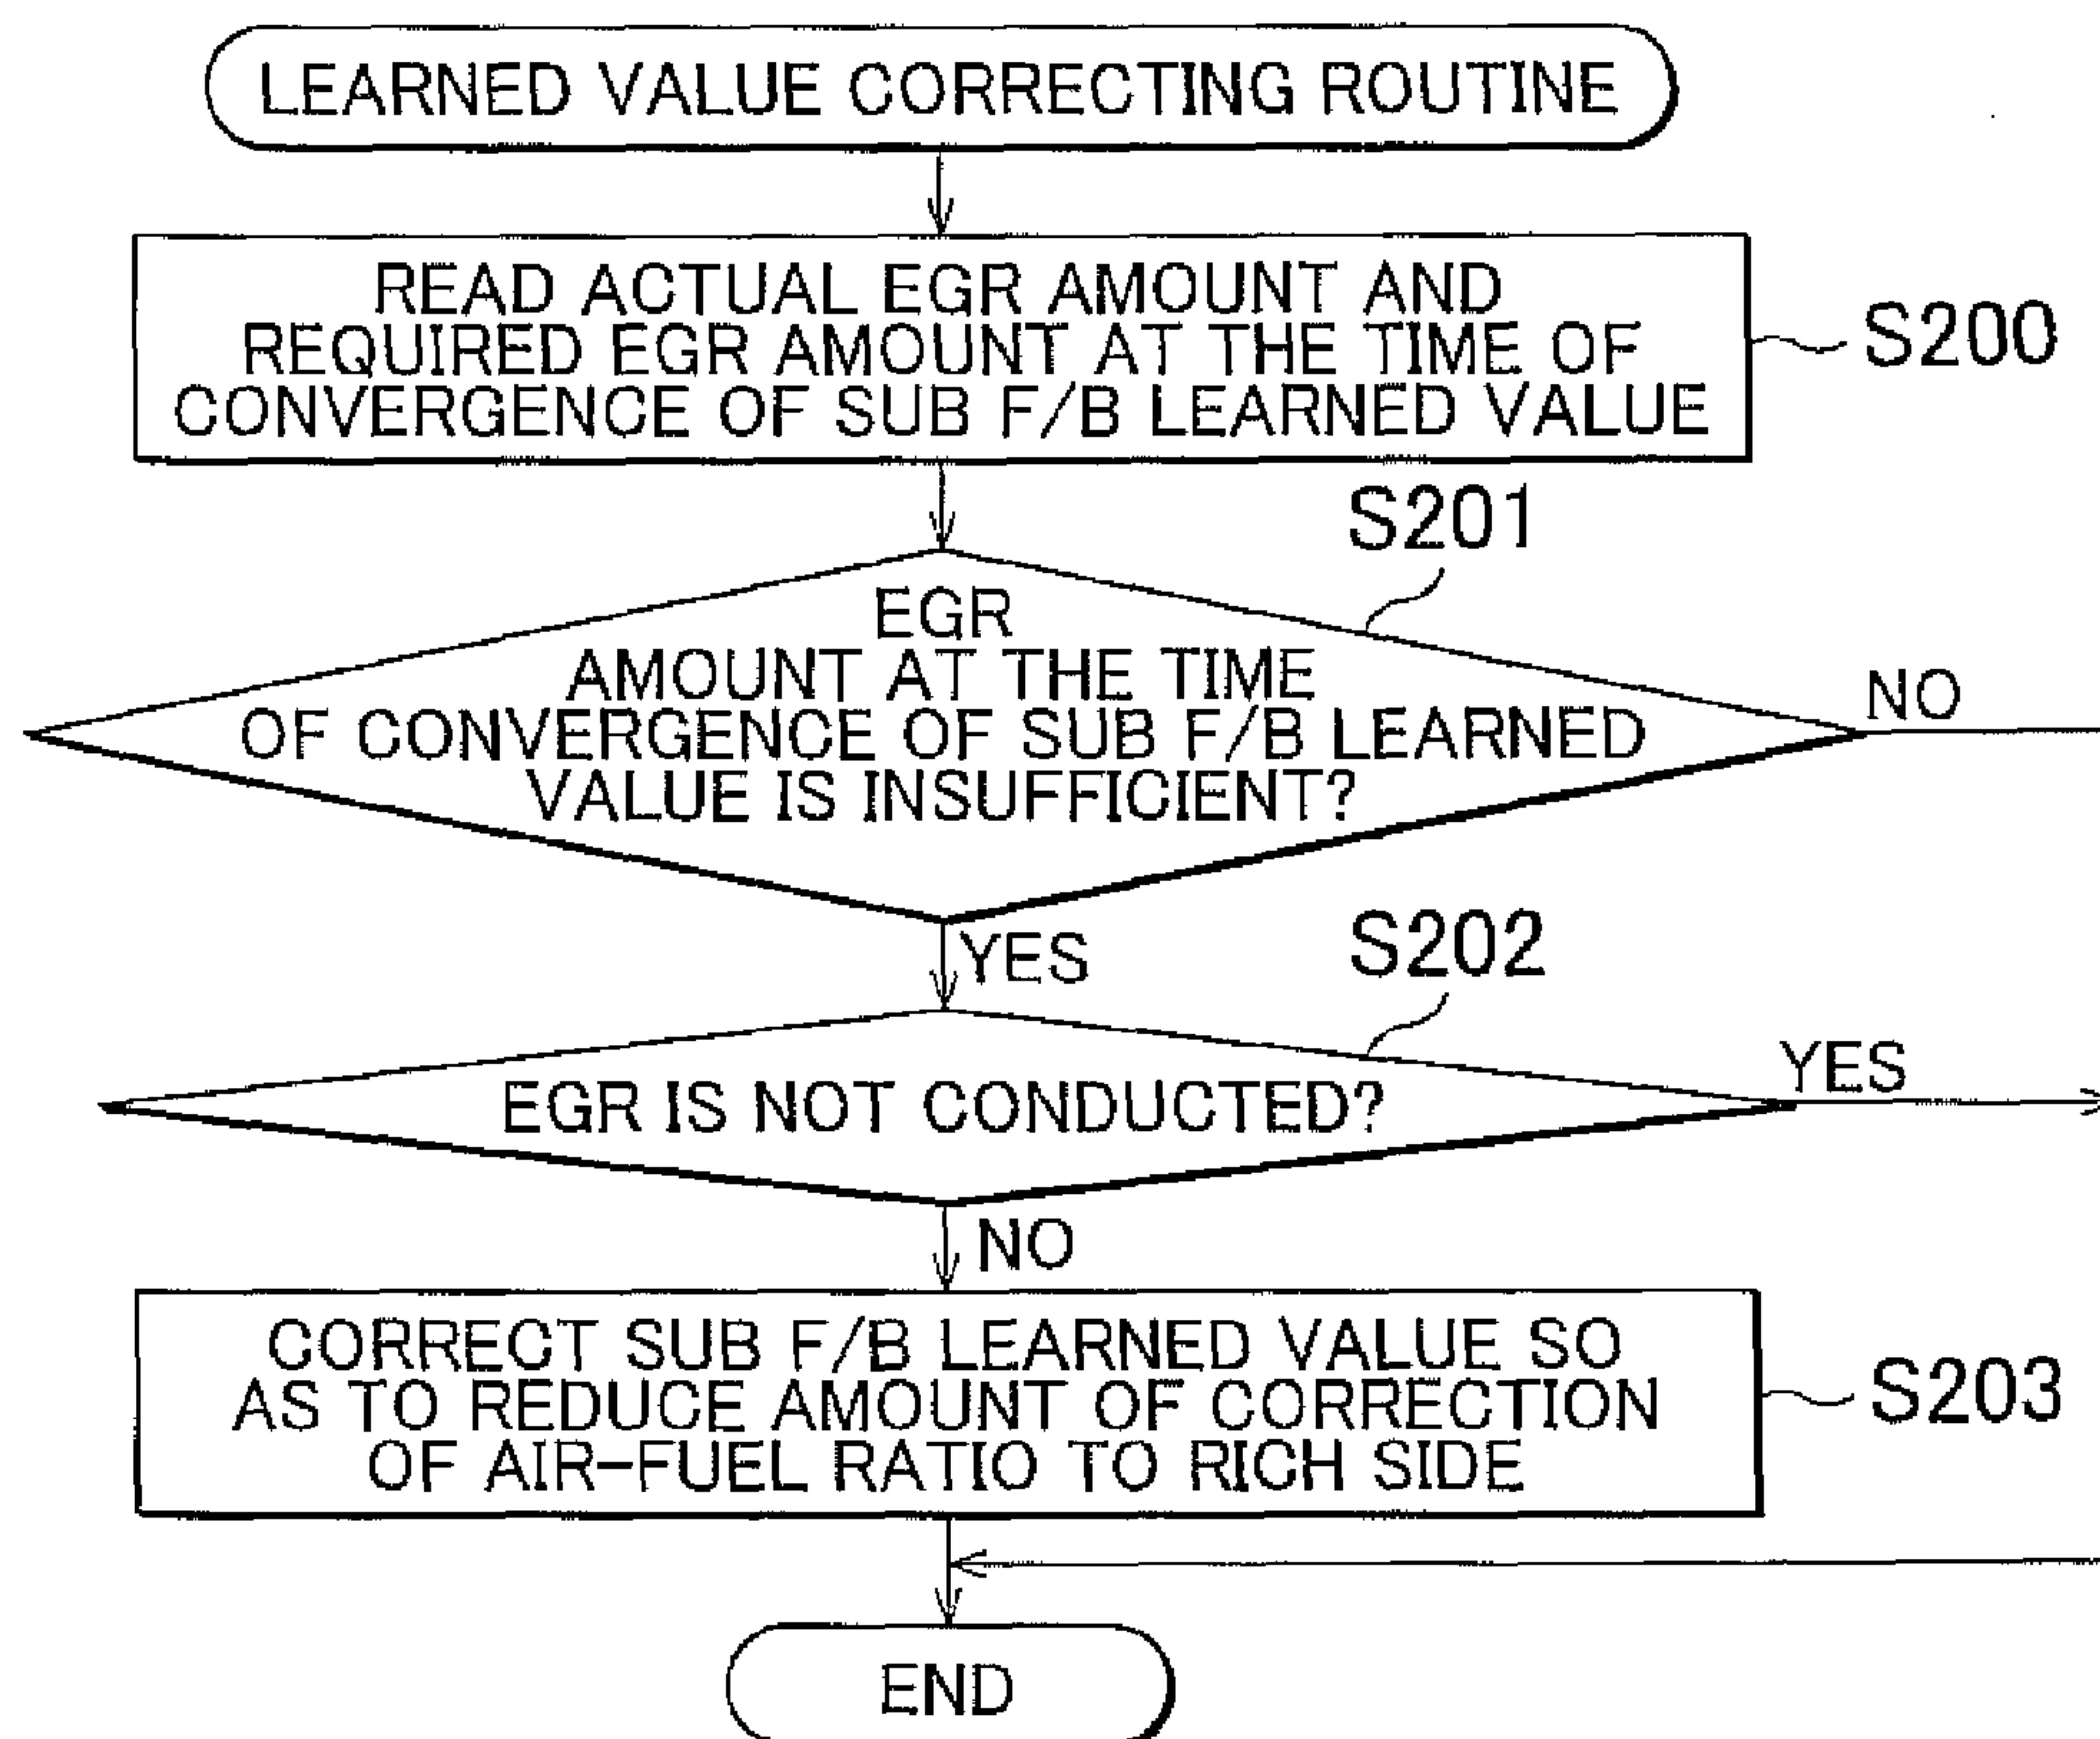 LEARNED VALUE CORRECTING ROUTINE
READ ACTUAL EGR AMOUNT AND
REQUIRED EGR AMOUNT AT THE TIME OF
CONVERGENCE OF SUB F/B LEARNED VALUE
S200
S201
EGR
AMOUNT AT THE TIME
OF CONVERGENCE OF SUB F/B LEARNED
VALUE IS INSUFFICIENT?
NO
YES
S202
EGR IS NOT CONDUCTED?
YES
NO
CORRECT SUB F/B LEARNED VALUE SO
AS TO REDUCE AMOUNT OF CORRECTION
OF AIR-FUEL RATIO TO RICH SIDE
S203
END